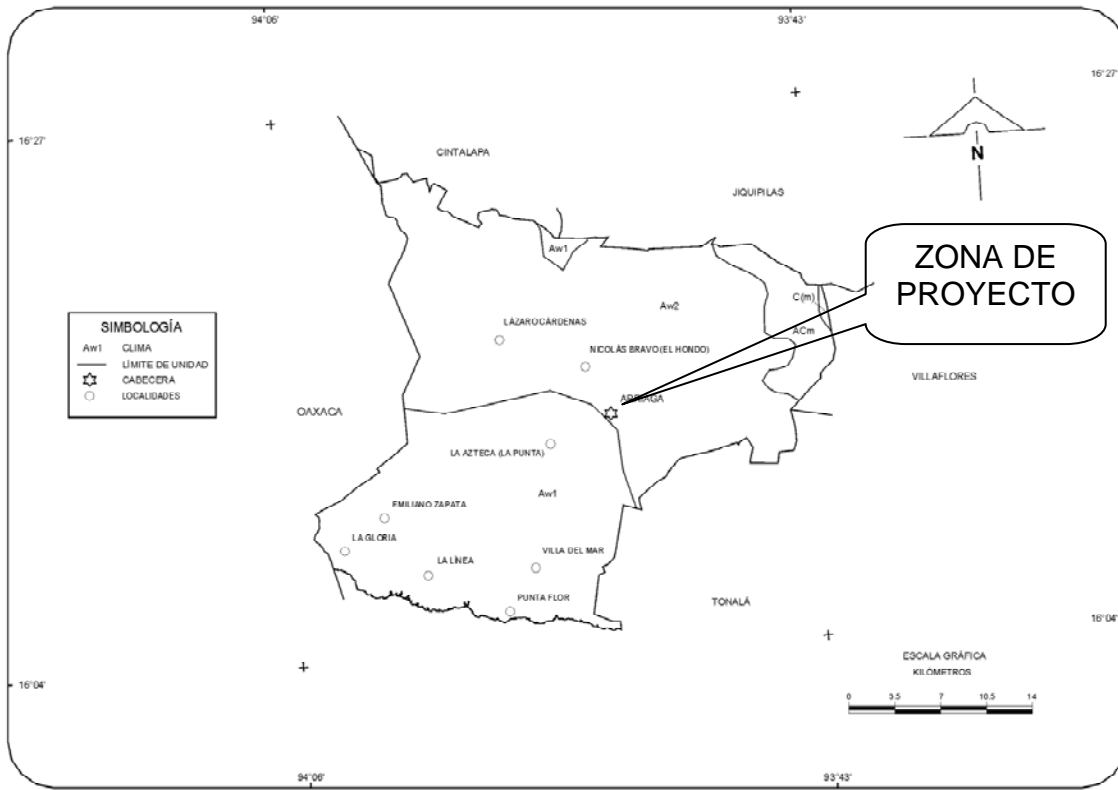 94°06'
93°43'
16°27'
16°27'
CINTALAPA
N
JIQUIPILAS
ZONA DE
PROYECTO
Aw1
C(m)
Aw2
SIMBOLOGÍA
Aw1 CLIMA
LÍMITE DE UNIDAD
CABECERA
LOCALIDADES
LÁZARO CÁRDENAS
ACm
NICOLÁS BRAVO (EL HONDO)
VILLAFLORES
ARRIAGA
OAXACA
LA AZTECA (LA PUNTA)
Aw1
EMILIANO ZAPATA
LA GLORIA
LA LÍNEA
VILLA DEL MAR
PUNTA FLOR
TONALÁ
16°04'
ESCALA GRÁFICA
KILÓMETROS
0 3.5 7 10.5 14
16°04'
94°06'
93°43'